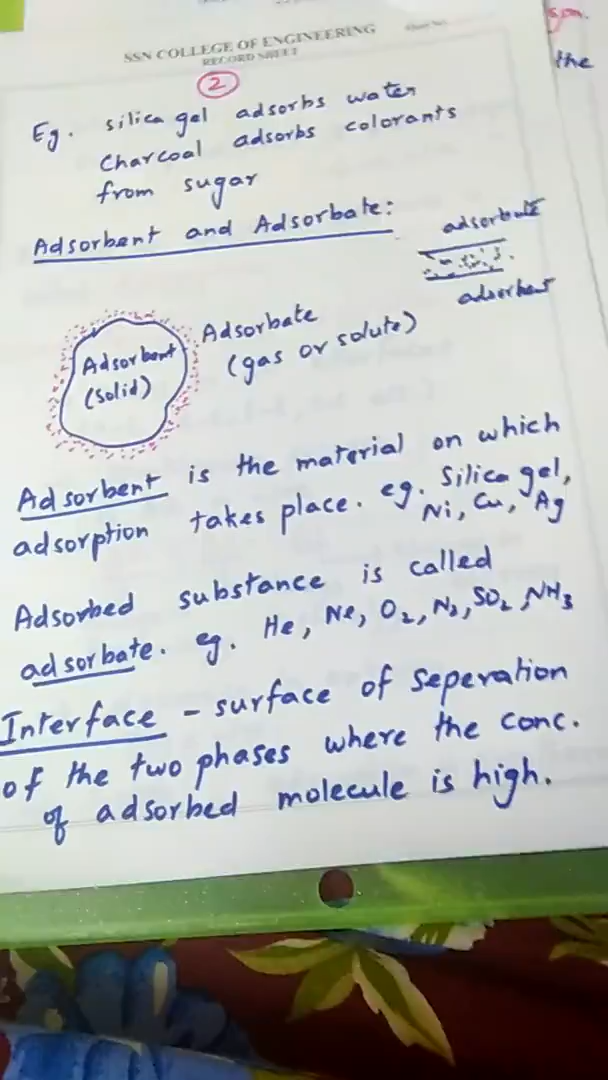 spm.
the
SSN COLLEGE OF ENGINEERING
RECORD SHEET
2
Eg. silica gel adsorbs water
Charcoal adsorbs colorants
from sugar
Adsorbent and Adsorbate:
adsorbate
adsorbent
Adsorbent
(solid)
Adsorbate
(gas or solute)
Adsorbent is the material on which
adsorption takes place. eg. Silica gel,
Ni, Cu, Ag
Adsorbed substance is called
adsorbate. eg. He, Ne, O2, N2, SO2, NH3
Interface - surface of seperation
of the two phases where the conc.
of adsorbed molecule is high.